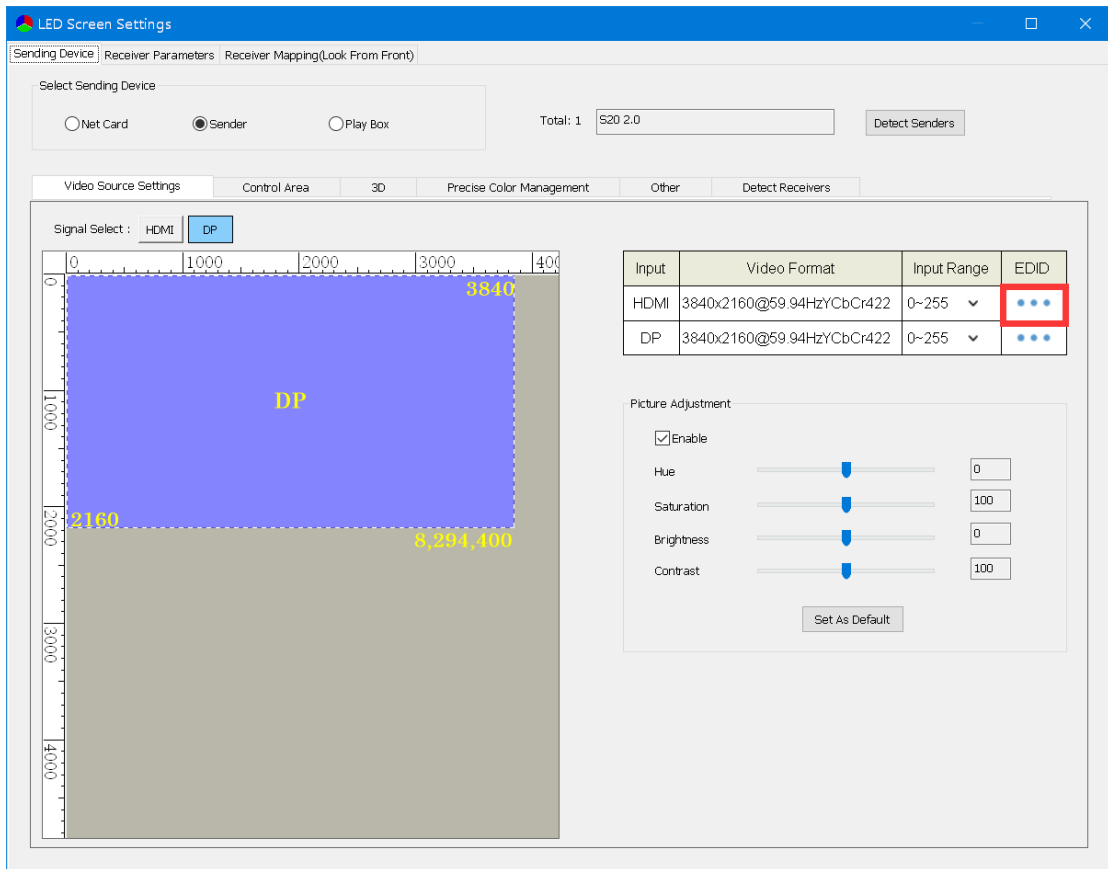 LED Screen Settings
Sending Device Receiver Parameters Receiver Mapping(Look From Front)
Select Sending Device
Net Card Sender Play Box
Total: 1 S20 2.0 Detect Senders
Video Source Settings Control Area 3D Precise Color Management Other Detect Receivers
Signal Select : HDMI DP
0 1000 2000 3000 400
0
1000
2000
3000
4000
3840
DP
2160
8,294,400
Input Video Format Input Range EDID
HDMI 3840x2160@59.94HzYCbCr422 0~255
DP 3840x2160@59.94HzYCbCr422 0~255
Picture Adjustment
Enable
Hue 0
Saturation 100
Brightness 0
Contrast 100
Set As Default